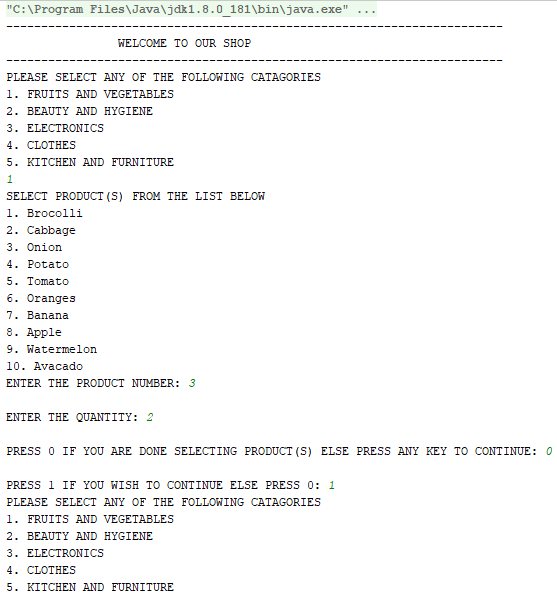 "C:\Program Files\Java\jdk1.8.0_181\bin\java.exe" ...
-----------------------------------------------------------------------
WELCOME TO OUR SHOP
-----------------------------------------------------------------------
PLEASE SELECT ANY OF THE FOLLOWING CATAGORIES
1. FRUITS AND VEGETABLES
2. BEAUTY AND HYGIENE
3. ELECTRONICS
4. CLOTHES
5. KITCHEN AND FURNITURE
1
SELECT PRODUCT(S) FROM THE LIST BELOW
1. Brocolli
2. Cabbage
3. Onion
4. Potato
5. Tomato
6. Oranges
7. Banana
8. Apple
9. Watermelon
10. Avacado
ENTER THE PRODUCT NUMBER: 3
ENTER THE QUANTITY: 2
PRESS 0 IF YOU ARE DONE SELECTING PRODUCT(S) ELSE PRESS ANY KEY TO CONTINUE: 0
PRESS 1 IF YOU WISH TO CONTINUE ELSE PRESS 0: 1
PLEASE SELECT ANY OF THE FOLLOWING CATAGORIES
1. FRUITS AND VEGETABLES
2. BEAUTY AND HYGIENE
3. ELECTRONICS
4. CLOTHES
5. KITCHEN AND FURNITURE